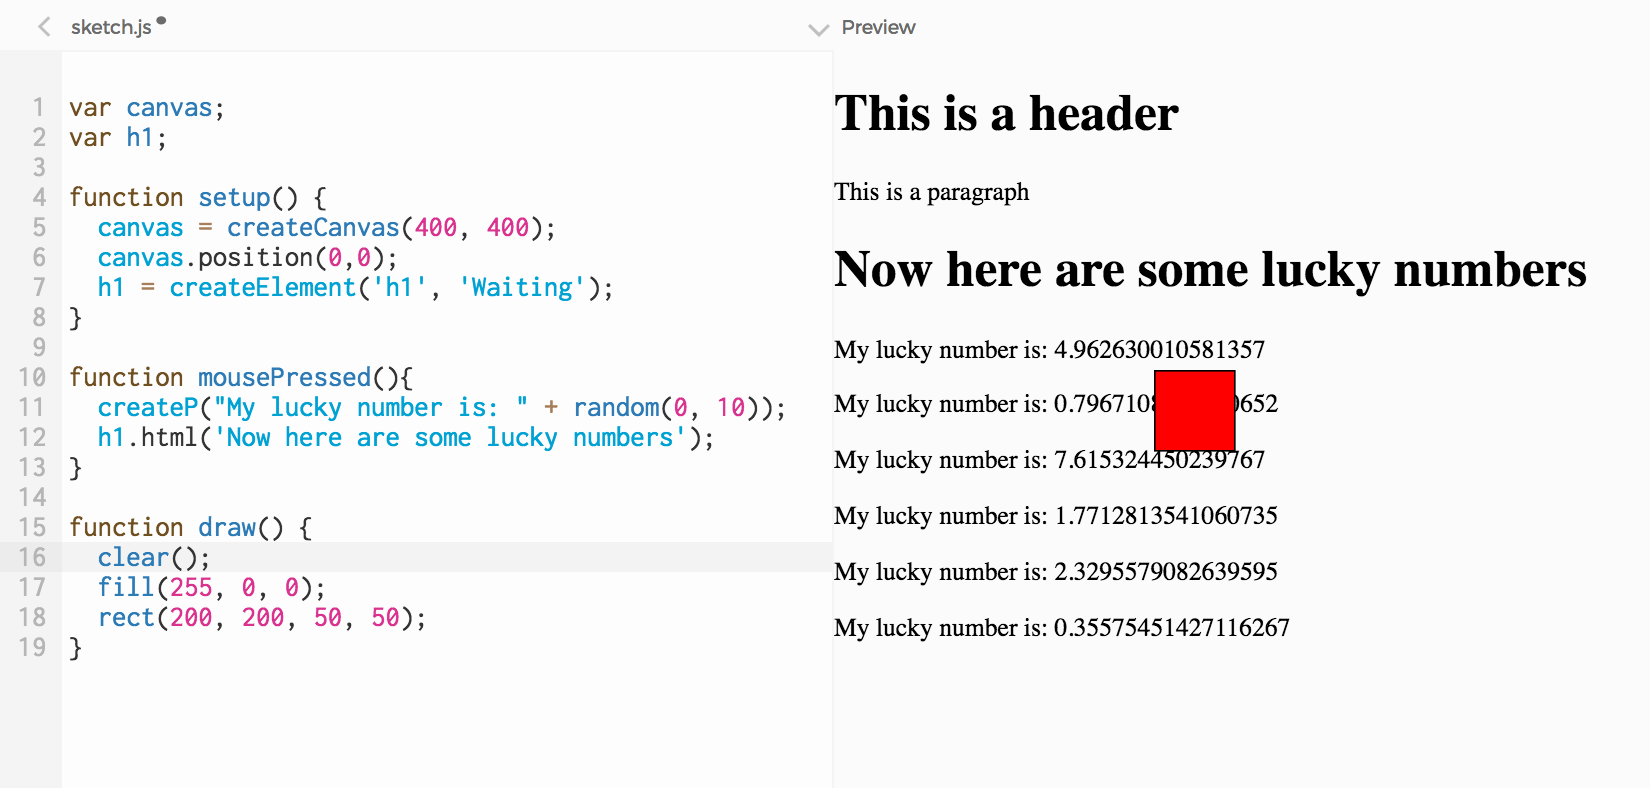 sketch.js
Preview
1 var canvas;
2 var h1;
3
4 function setup() {
5 canvas = createCanvas(400, 400);
6 canvas.position(0,0);
7 h1 = createElement('h1', 'Waiting');
8 }
9
10 function mousePressed(){
11 createP("My lucky number is: " + random(0, 10));
12 h1.html('Now here are some lucky numbers');
13 }
14
15 function draw() {
16 clear();
17 fill(255, 0, 0);
18 rect(200, 200, 50, 50);
19 }
This is a header
This is a paragraph
Now here are some lucky numbers
My lucky number is: 4.962630010581357
My lucky number is:
My lucky number is: 7.615324450239767
My lucky number is: 1.7712813541060735
My lucky number is: 2.3295579082639595
My lucky number is: 0.35575451427116267